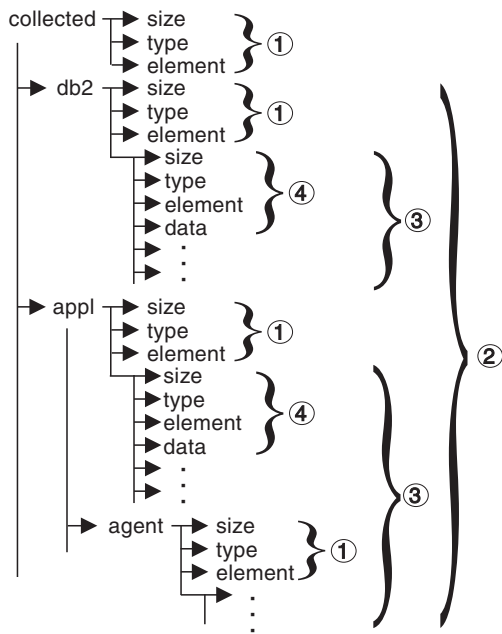 collected size
type ①
element
db2 size
type ①
element
size
type
element ④
data ③
appl size
type ① ②
element
size
type
element ④
data
③
agent size
type ①
element